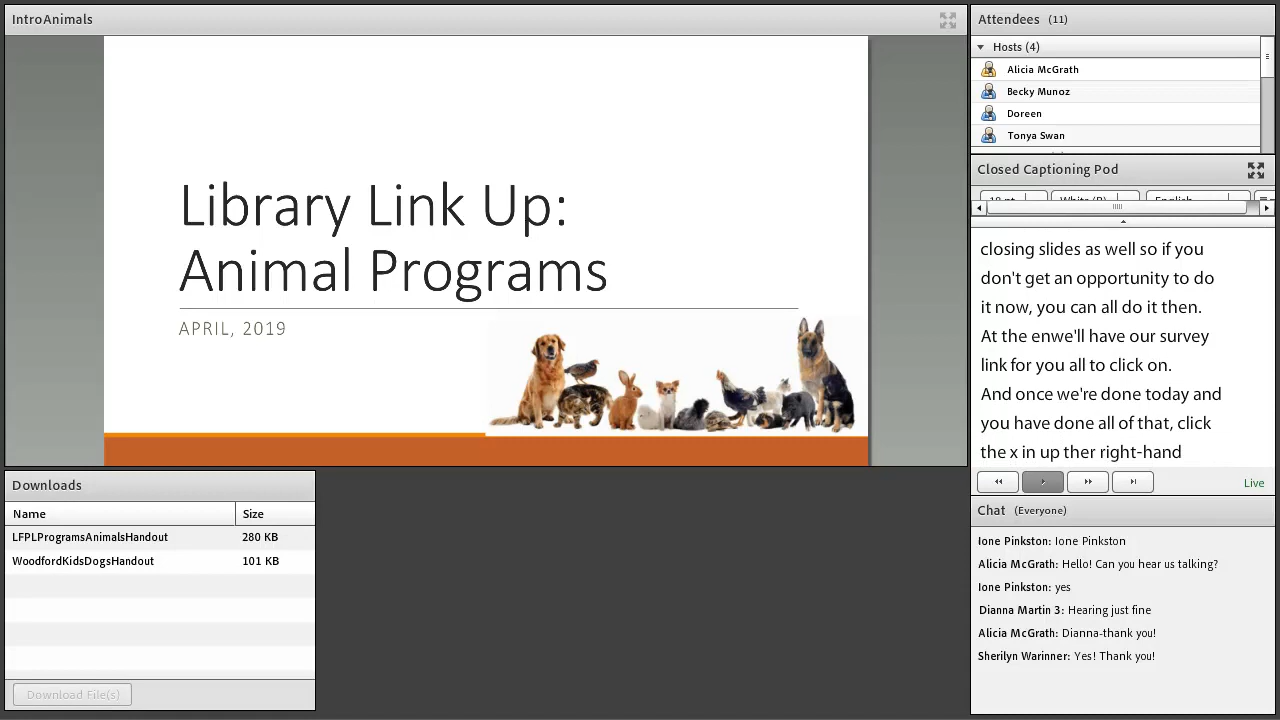 IntroAnimals
Library Link Up:
Animal Programs
APRIL, 2019
Downloads
Name Size
LFPLProgramsAnimalsHandout 280 KB
WoodfordKidsDogsHandout 101 KB
Download File(s)
Attendees (11)
Hosts (4)
Alicia McGrath
Becky Munoz
Doreen
Tonya Swan
Closed Captioning Pod
closing slides as well so if you
don't get an opportunity to do
it now, you can all do it then.
At the enwe'll have our survey
link for you all to click on.
And once we're done today and
you have done all of that, click
the x in up ther right-hand
Live
Chat (Everyone)
Ione Pinkston: Ione Pinkston
Alicia McGrath: Hello! Can you hear us talking?
Ione Pinkston: yes
Dianna Martin 3: Hearing just fine
Alicia McGrath: Dianna-thank you!
Sherilyn Warinner: Yes! Thank you!